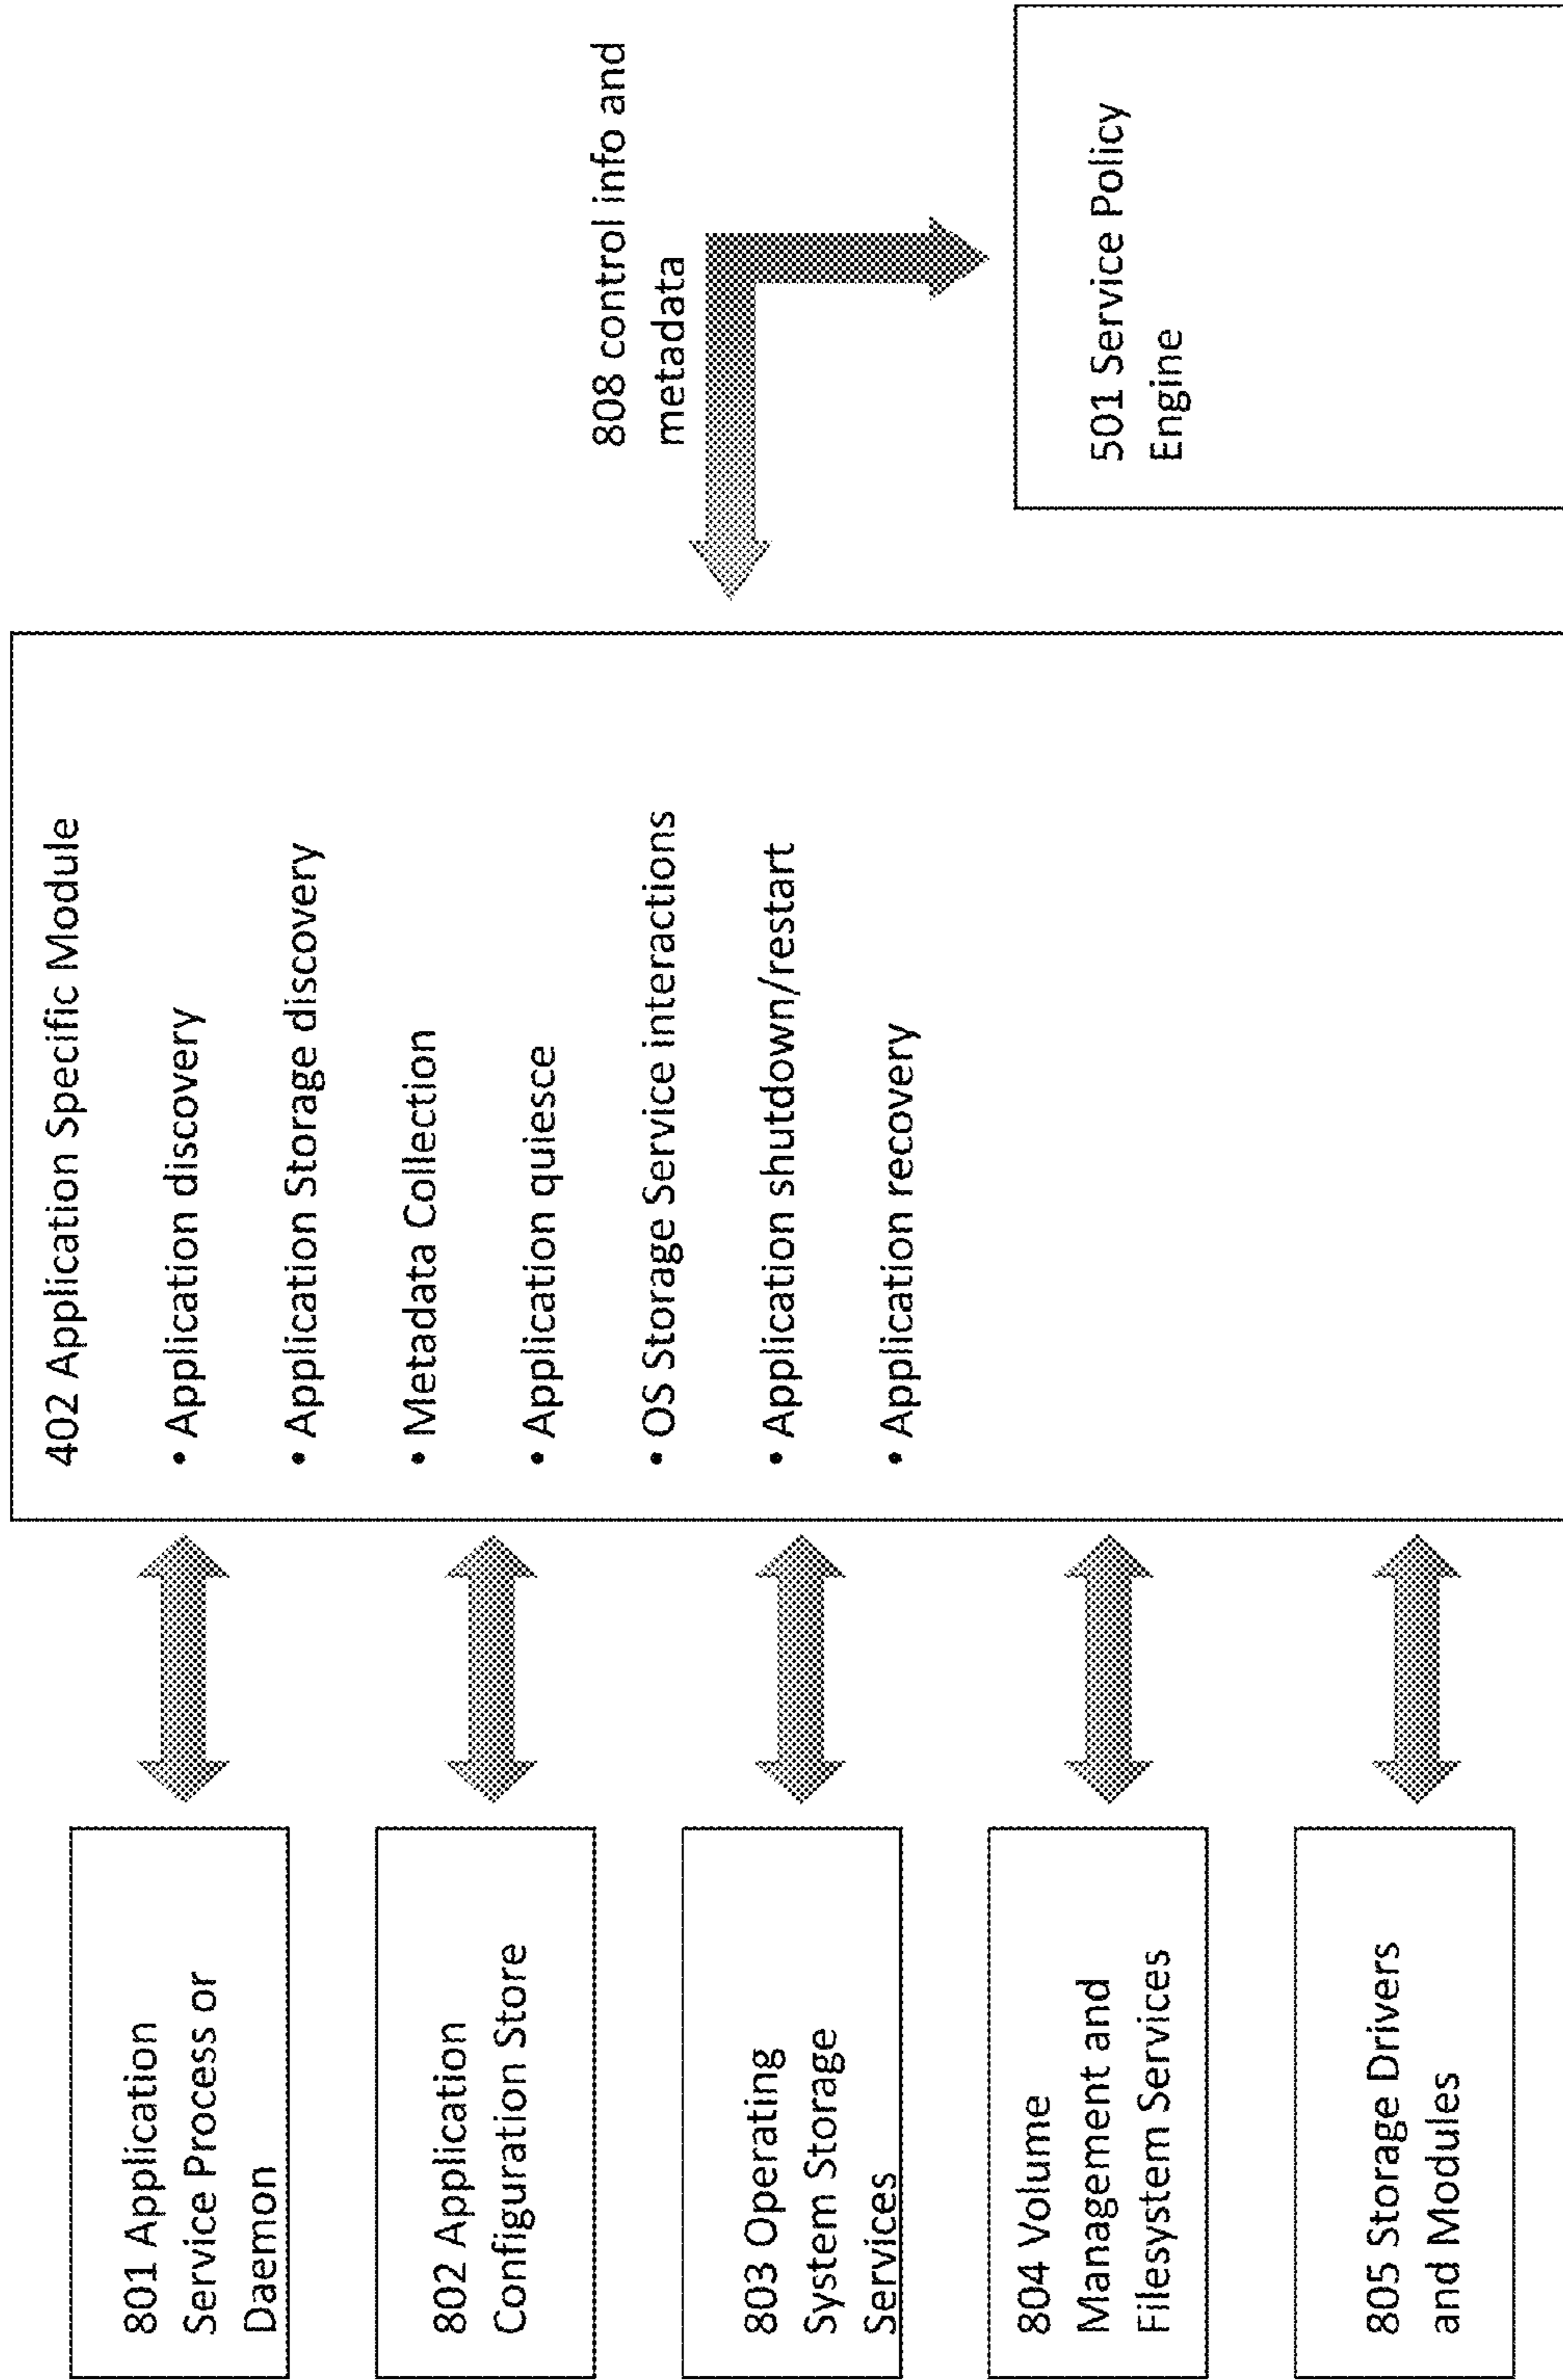 801 Application
Service Process or
Daemon
802 Application
Configuration Store
803 Operating
System Storage
Services
804 Volume
Management and
Filesystem Services
805 Storage Drivers
and Modules
402 Application Specific Module
• Application discovery
• Application Storage discovery
• Metadata Collection
• Application quiesce
• OS Storage Service interactions
• Application shutdown/restart
• Application recovery
808 control info and
metadata
501 Service Policy
Engine